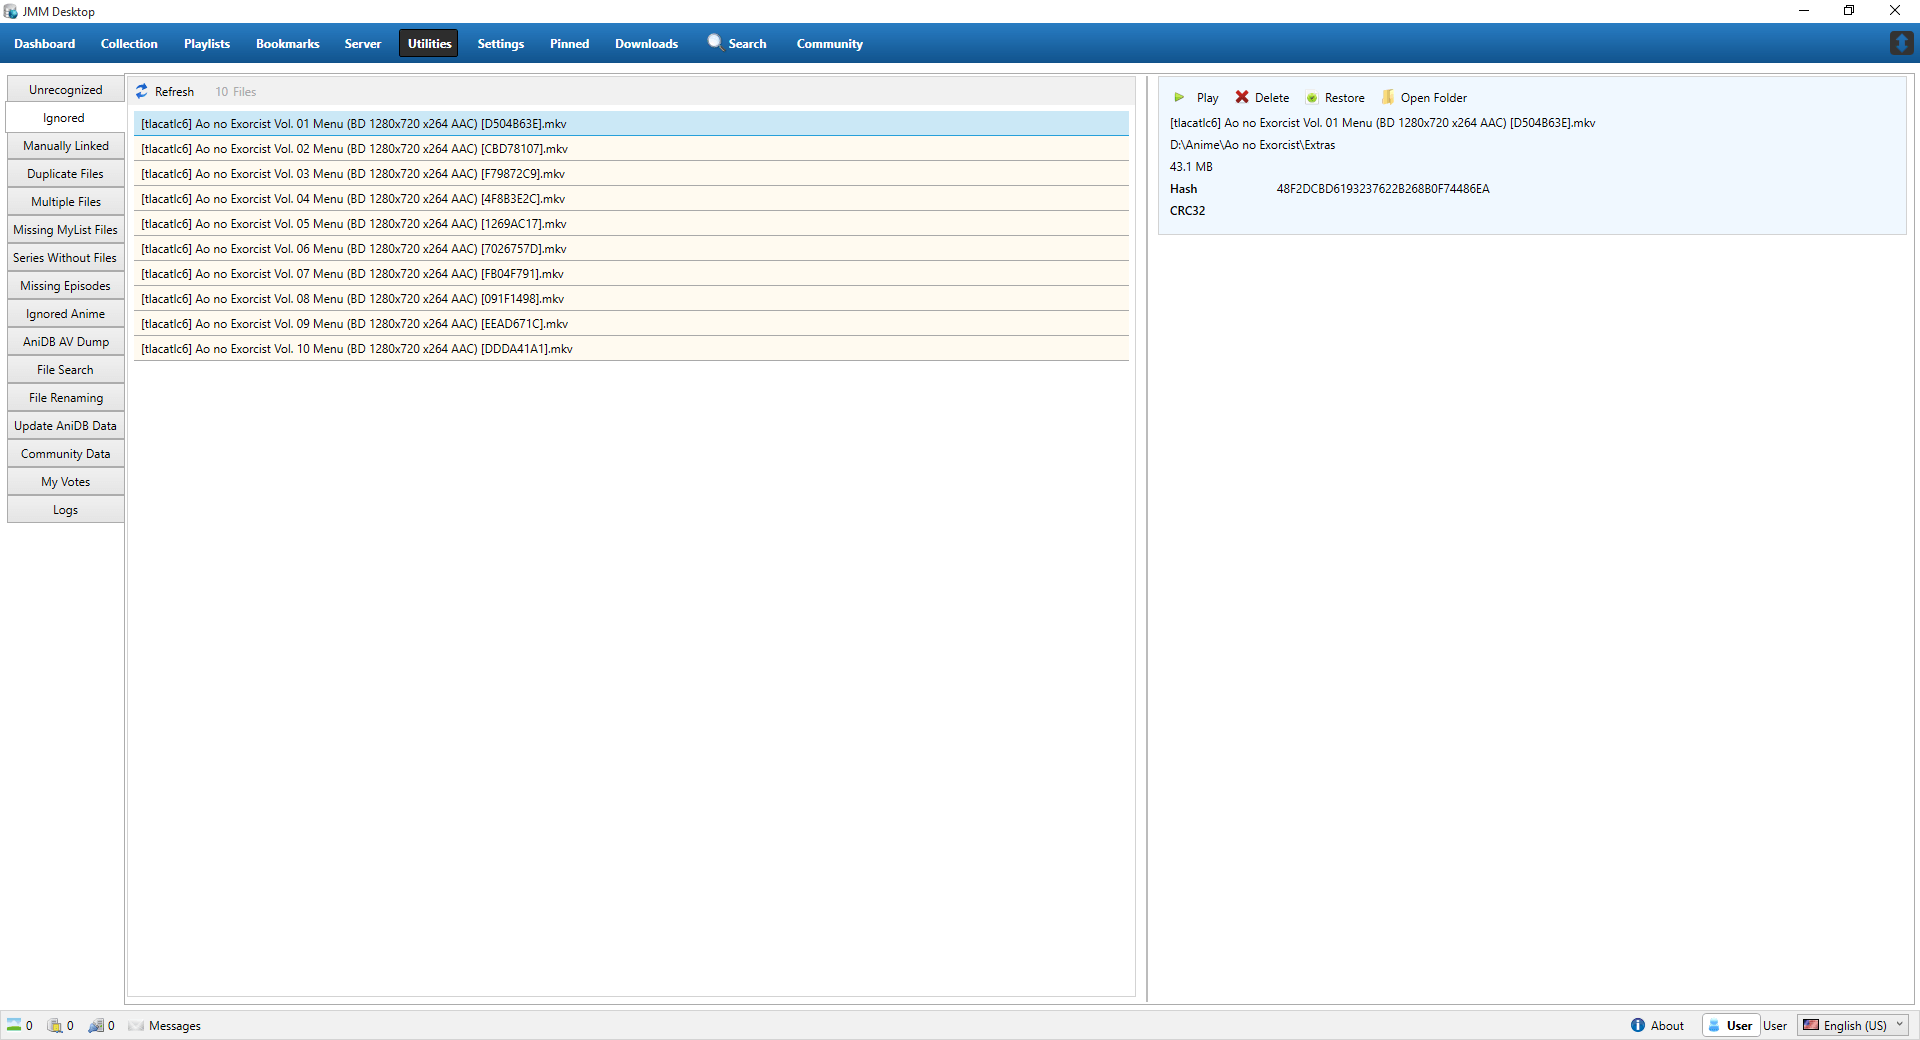 JMM Desktop
Dashboard Collection Playlists Bookmarks Server Utilities Settings Pinned Downloads Search Community
Unrecognized
Ignored
Manually Linked
Duplicate Files
Multiple Files
Missing MyList Files
Series Without Files
Missing Episodes
Ignored Anime
AniDB AV Dump
File Search
File Renaming
Update AniDB Data
Community Data
My Votes
Logs
Refresh 10 Files
[tlacatlc6] Ao no Exorcist Vol. 01 Menu (BD 1280x720 x264 AAC) [D504B63E].mkv
[tlacatlc6] Ao no Exorcist Vol. 02 Menu (BD 1280x720 x264 AAC) [CBD78107].mkv
[tlacatlc6] Ao no Exorcist Vol. 03 Menu (BD 1280x720 x264 AAC) [F79872C9].mkv
[tlacatlc6] Ao no Exorcist Vol. 04 Menu (BD 1280x720 x264 AAC) [4F8B3E2C].mkv
[tlacatlc6] Ao no Exorcist Vol. 05 Menu (BD 1280x720 x264 AAC) [1269AC17].mkv
[tlacatlc6] Ao no Exorcist Vol. 06 Menu (BD 1280x720 x264 AAC) [7026757D].mkv
[tlacatlc6] Ao no Exorcist Vol. 07 Menu (BD 1280x720 x264 AAC) [FB04F791].mkv
[tlacatlc6] Ao no Exorcist Vol. 08 Menu (BD 1280x720 x264 AAC) [091F1498].mkv
[tlacatlc6] Ao no Exorcist Vol. 09 Menu (BD 1280x720 x264 AAC) [EEAD671C].mkv
[tlacatlc6] Ao no Exorcist Vol. 10 Menu (BD 1280x720 x264 AAC) [DDDA41A1].mkv
Play Delete Restore Open Folder
[tlacatlc6] Ao no Exorcist Vol. 01 Menu (BD 1280x720 x264 AAC) [D504B63E].mkv
D:\Anime\Ao no Exorcist\Extras
43.1 MB
Hash 48F2DCBD6193237622B268B0F74486EA
CRC32
0 0 0 Messages
About User User English (US)